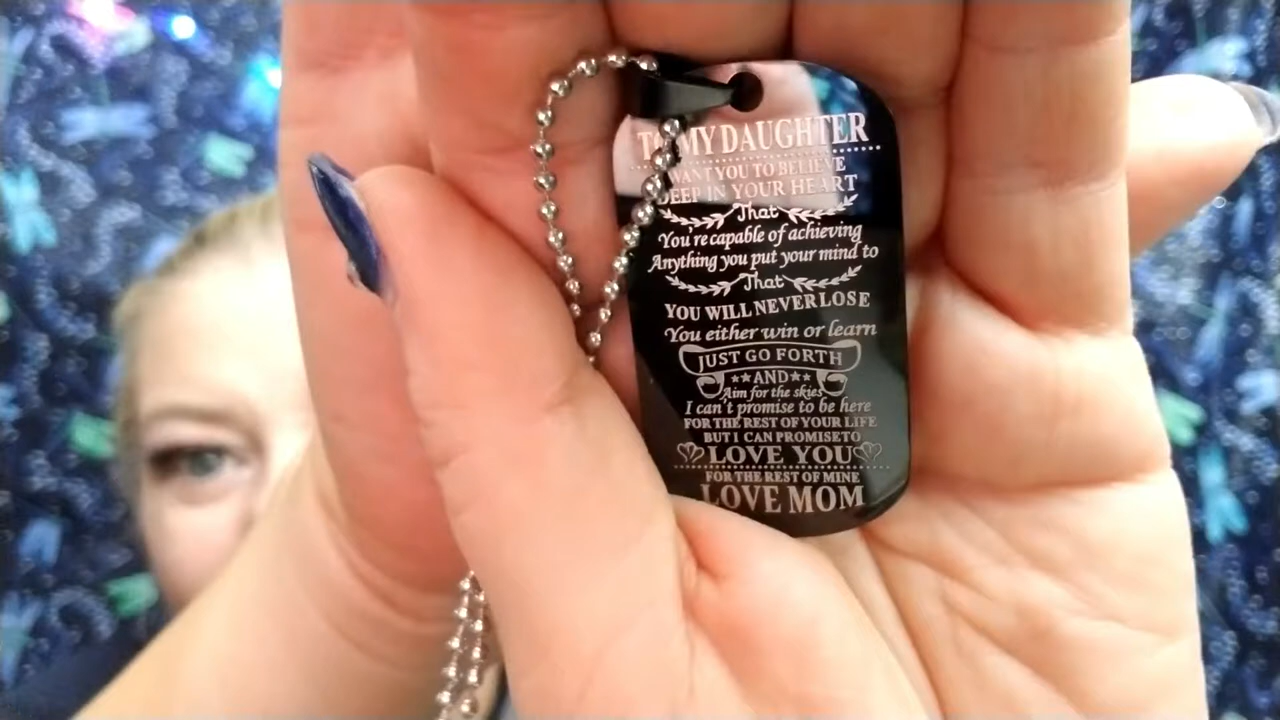 TO MY DAUGHTER
I WANT YOU TO BELIEVE
DEEP IN YOUR HEART
That
You're capable of achieving
Anything you put your mind to
That
YOU WILL NEVER LOSE
You either win or learn
JUST GO FORTH
AND
Aim for the skies
I can't promise to be here
FOR THE REST OF YOUR LIFE
BUT I CAN PROMISE TO
LOVE YOU
FOR THE REST OF MINE
LOVE MOM